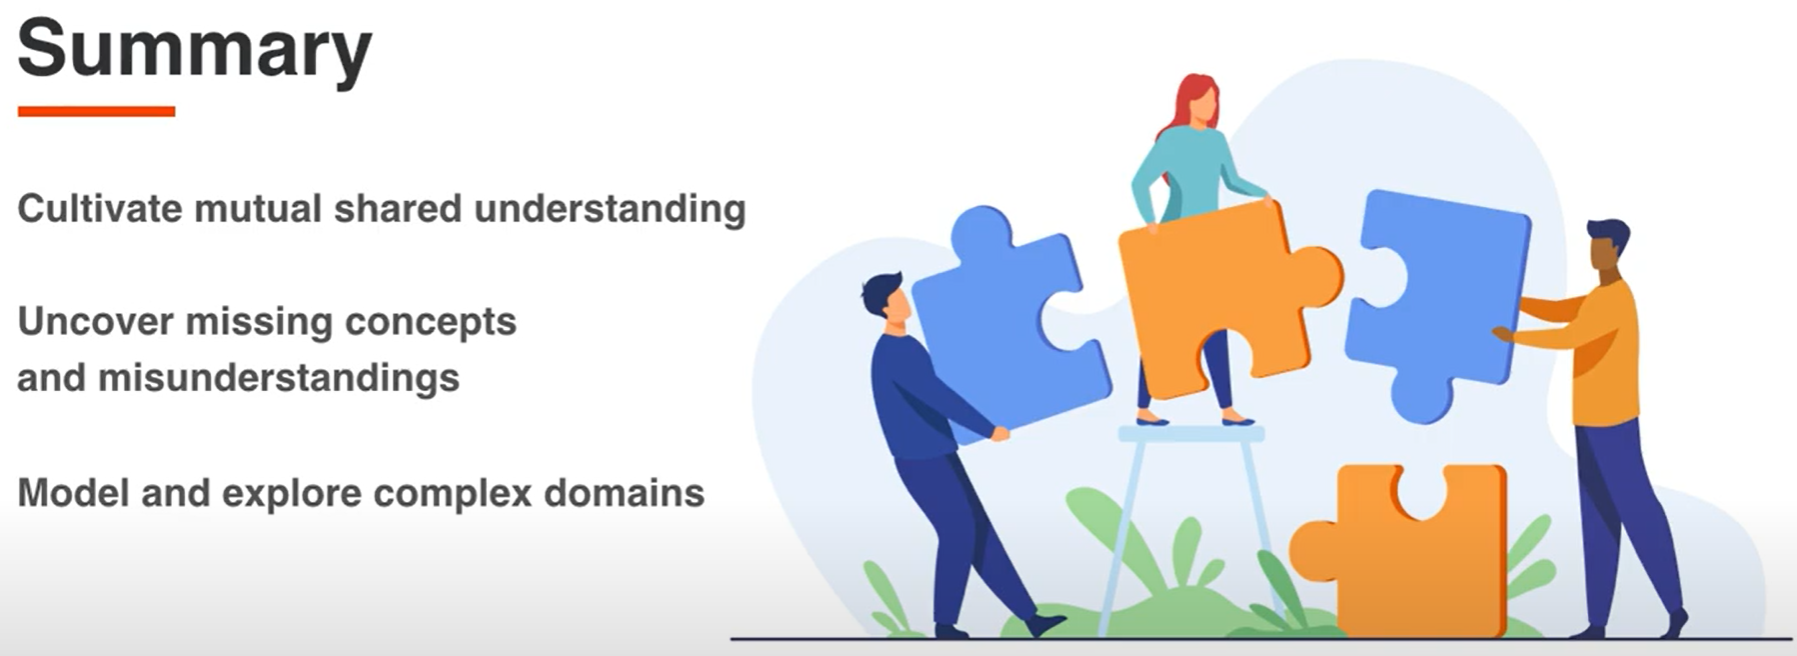 Summary
Cultivate mutual shared understanding
Uncover missing concepts
and misunderstandings
Model and explore complex domains